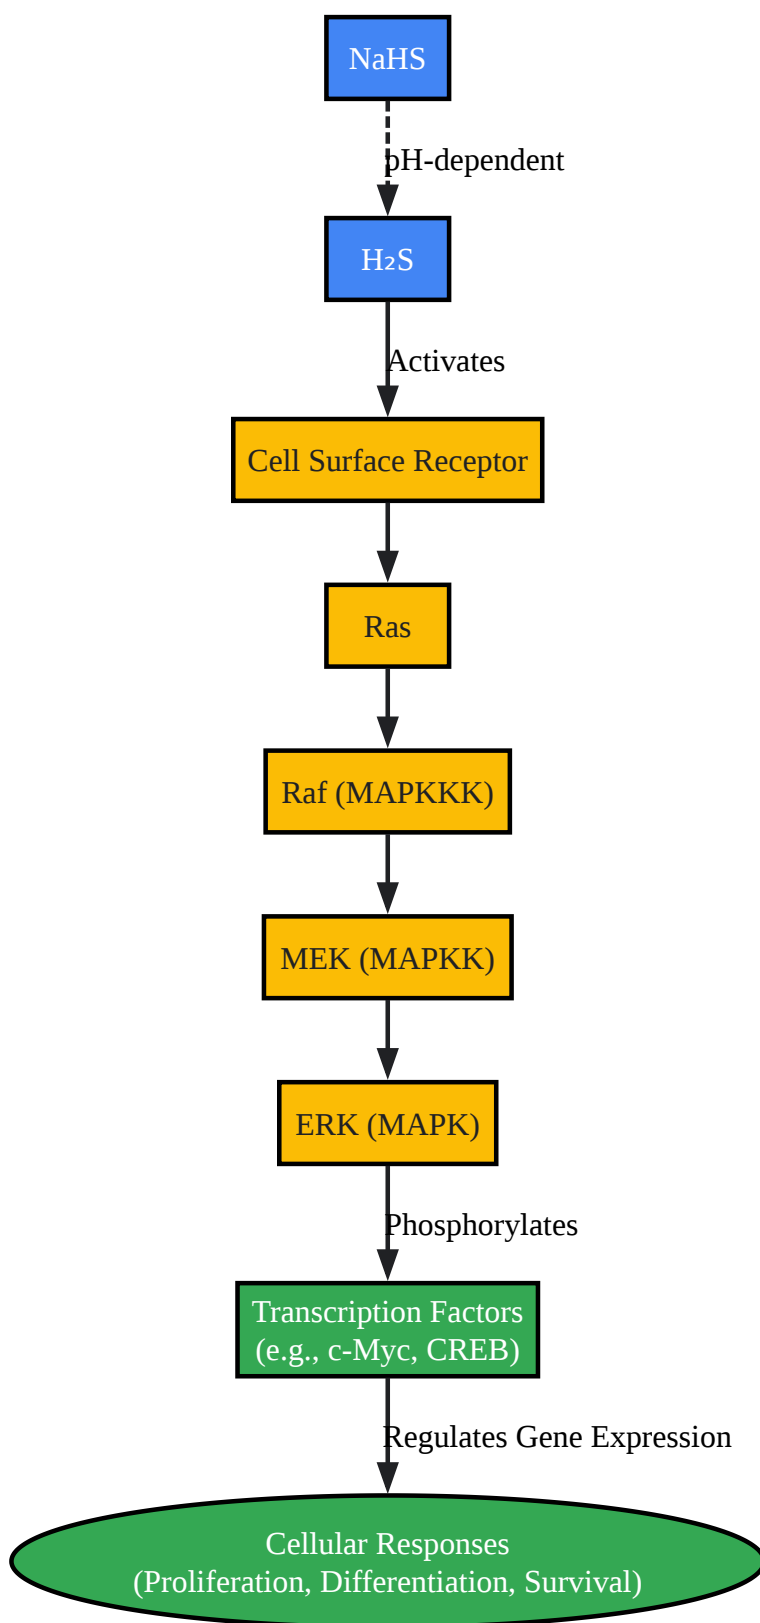 NaHS
pH-dependent
H₂S
Activates
Cell Surface Receptor
Ras
Raf (MAPKKK)
MEK (MAPKK)
ERK (MAPK)
Phosphorylates
Transcription Factors
(e.g., c-Myc, CREB)
Regulates Gene Expression
Cellular Responses
(Proliferation, Differentiation, Survival)